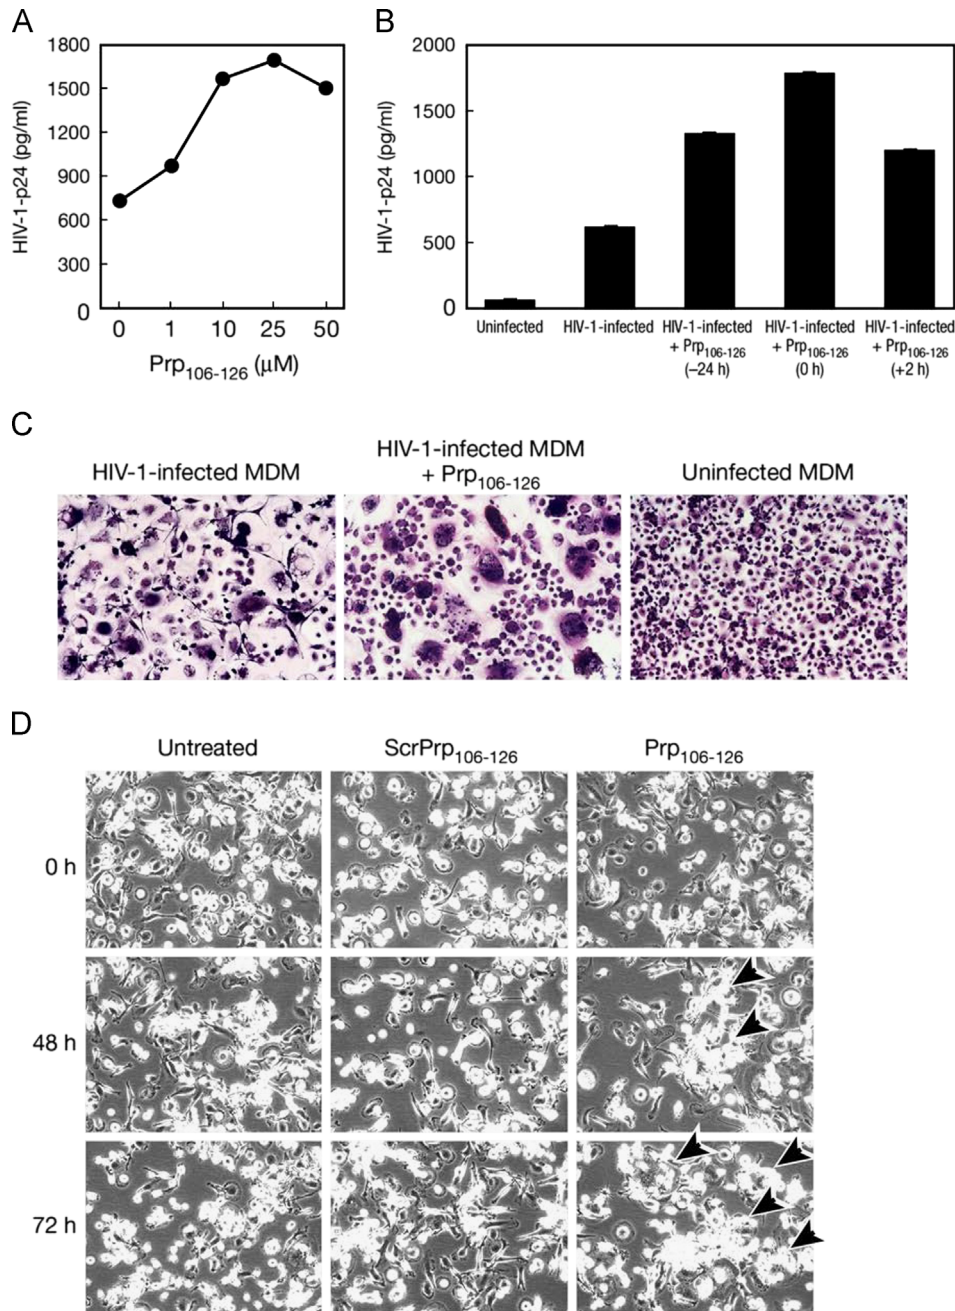 A
HIV-1-p24 (pg/ml)
1800
1500
1200
900
600
300
0
0 1 10 25 50
Prp106-126 (μM)
B
HIV-1-p24 (pg/ml)
2000
1500
1000
500
0
Uninfected
HIV-1-infected
HIV-1-infected
+ Prp106-126
(–24 h)
HIV-1-infected
+ Prp106-126
(0 h)
HIV-1-infected
+ Prp106-126
(+2 h)
C
HIV-1-infected MDM
HIV-1-infected MDM
+ Prp106-126
Uninfected MDM
D
Untreated
ScrPrp106-126
Prp106-126
0 h
48 h
72 h